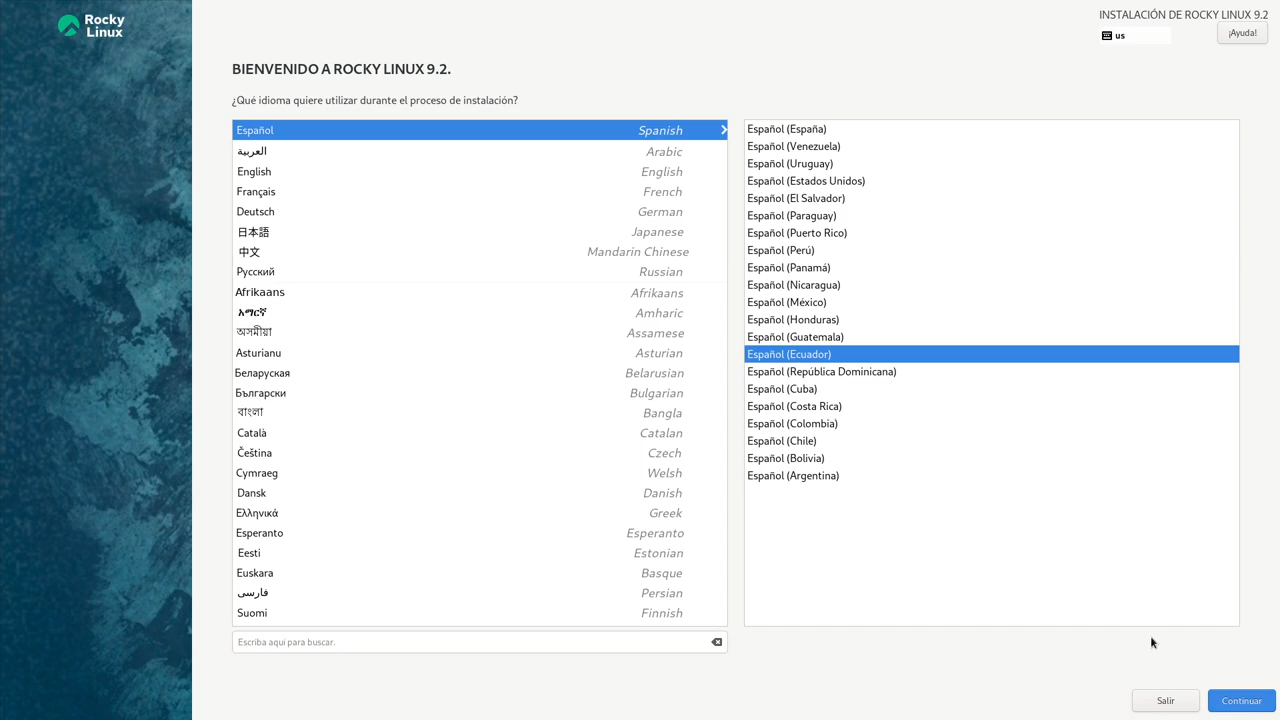 Rocky
Linux
INSTALACIÓN DE ROCKY LINUX 9.2
us
¡Ayuda!
BIENVENIDO A ROCKY LINUX 9.2.
¿Qué idioma quiere utilizar durante el proceso de instalación?
Español Spanish
العربية Arabic
English English
Français French
Deutsch German
日本語 Japanese
中文 Mandarin Chinese
Русский Russian
Afrikaans Afrikaans
አማርኛ Amharic
অসমীয়া Assamese
Asturianu Asturian
Беларуская Belarusian
Български Bulgarian
বাংলা Bangla
Català Catalan
Čeština Czech
Cymraeg Welsh
Dansk Danish
Ελληνικά Greek
Esperanto Esperanto
Eesti Estonian
Euskara Basque
فارسی Persian
Suomi Finnish
Escriba aquí para buscar.
Español (España)
Español (Venezuela)
Español (Uruguay)
Español (Estados Unidos)
Español (El Salvador)
Español (Paraguay)
Español (Puerto Rico)
Español (Perú)
Español (Panamá)
Español (Nicaragua)
Español (México)
Español (Honduras)
Español (Guatemala)
Español (Ecuador)
Español (República Dominicana)
Español (Cuba)
Español (Costa Rica)
Español (Colombia)
Español (Chile)
Español (Bolivia)
Español (Argentina)
Salir
Continuar